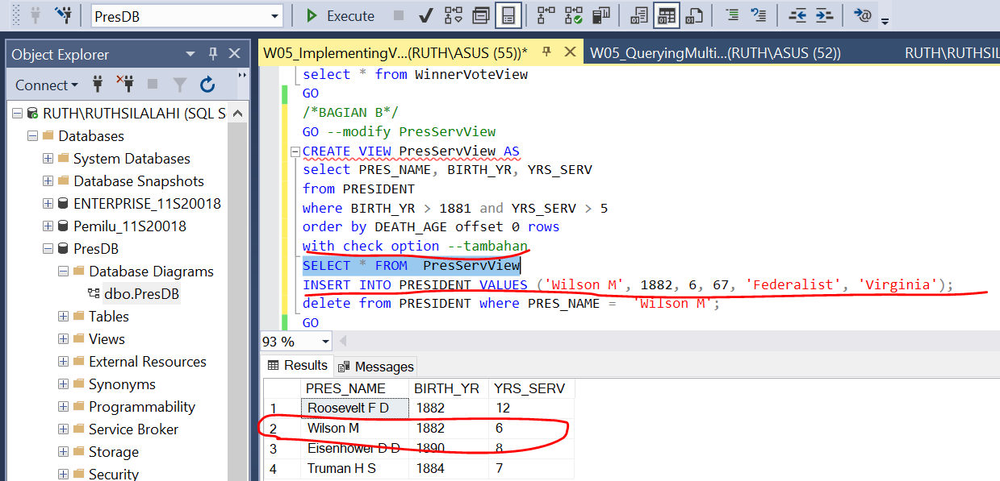 PresDB
Execute
Object Explorer
W05_ImplementingV...(RUTH\ASUS (55))*
W05_QueryingMulti...(RUTH\ASUS (52))
RUTH\RUTHSIL
Connect
RUTH\RUTHSILALAHI (SQL S
Databases
System Databases
Database Snapshots
ENTERPRISE_11S20018
Pemilu_11S20018
PresDB
Database Diagrams
dbo.PresDB
Tables
Views
External Resources
Synonyms
Programmability
Service Broker
Storage
Security
select * from WinnerVoteView
GO
/*BAGIAN B*/
GO --modify PresServView
CREATE VIEW PresServView AS
select PRES_NAME, BIRTH_YR, YRS_SERV
from PRESIDENT
where BIRTH_YR > 1881 and YRS_SERV > 5
order by DEATH_AGE offset 0 rows
with check option --tambahan
SELECT * FROM  PresServView
INSERT INTO PRESIDENT VALUES ('Wilson M', 1882, 6, 67, 'Federalist', 'Virginia');
delete from PRESIDENT where PRES_NAME =  'Wilson M';
GO
93 %
Results
Messages
PRES_NAME BIRTH_YR YRS_SERV
1 Roosevelt F D 1882 12
2 Wilson M 1882 6
3 Eisenhower D D 1890 8
4 Truman H S 1884 7